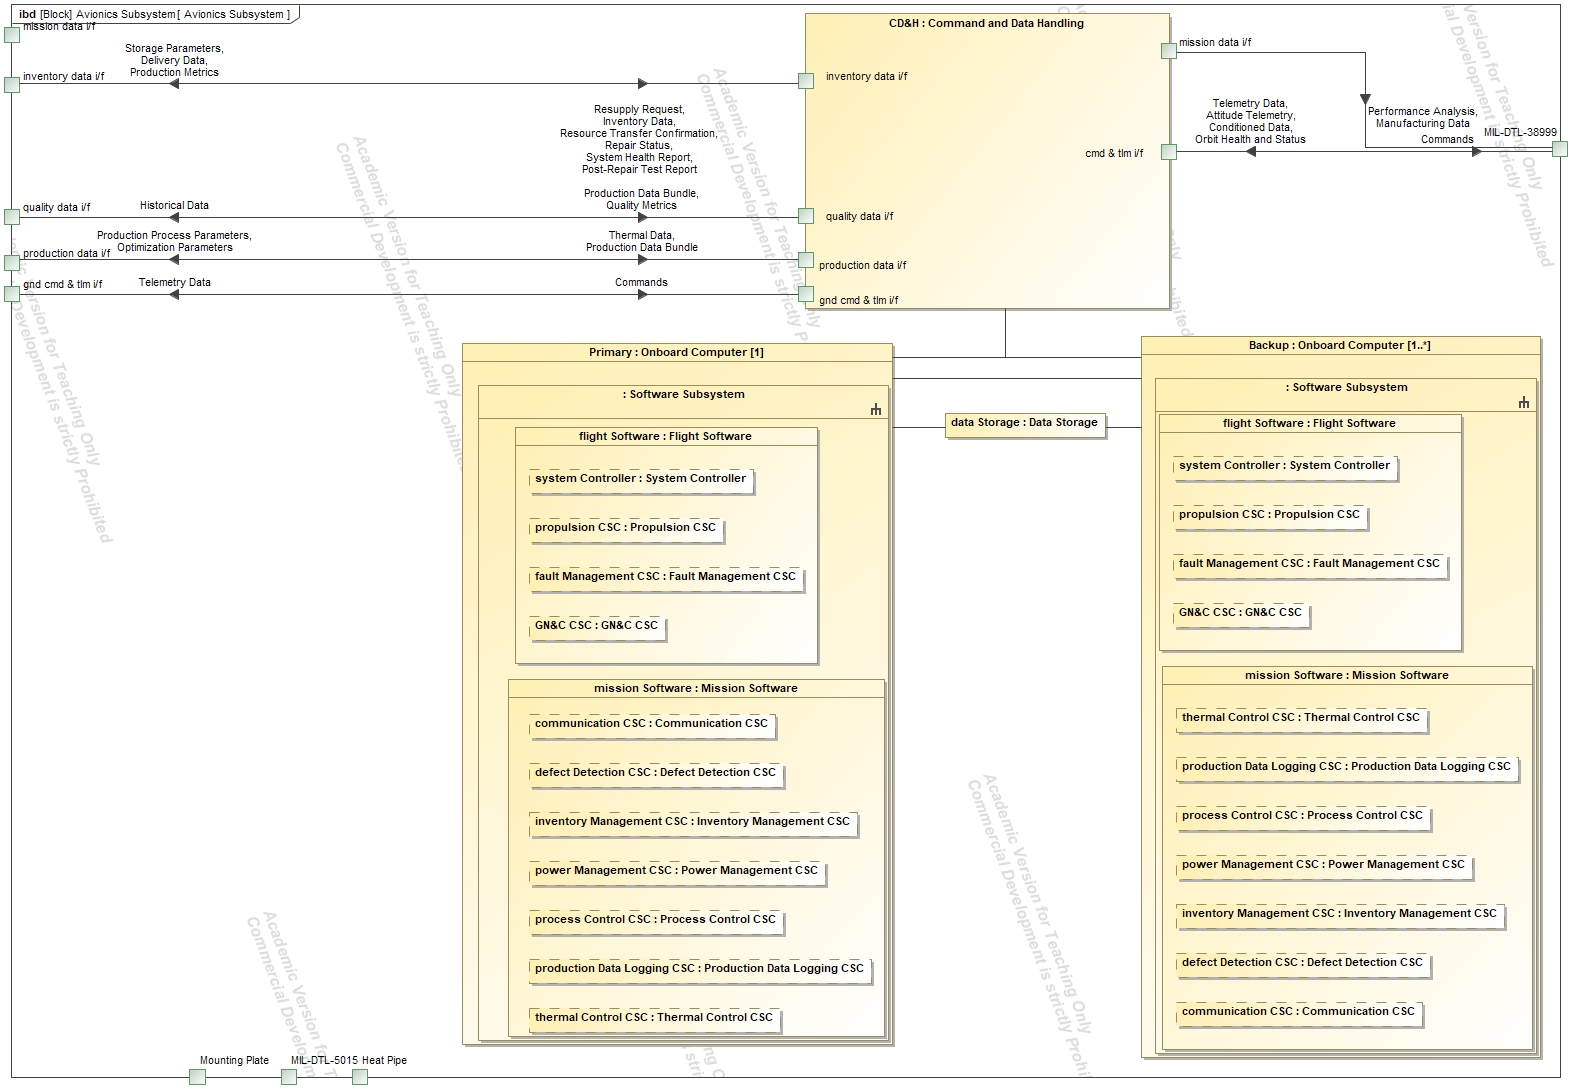 ibd [Block] Avionics Subsystem[ Avionics Subsystem ]
mission data i/f
Storage Parameters,
Delivery Data,
Production Metrics
inventory data i/f
Resupply Request,
Inventory Data,
Resource Transfer Confirmation,
Repair Status,
System Health Report,
Post-Repair Test Report
quality data i/f
Historical Data
Production Data Bundle,
Quality Metrics
production data i/f
Production Process Parameters,
Optimization Parameters
Thermal Data,
Production Data Bundle
gnd cmd & tlm i/f
Telemetry Data
Commands
CD&H : Command and Data Handling
inventory data i/f
quality data i/f
production data i/f
gnd cmd & tlm i/f
mission data i/f
cmd & tlm i/f
Telemetry Data,
Attitude Telemetry,
Conditioned Data,
Orbit Health and Status
Performance Analysis,
Manufacturing Data
Commands
MIL-DTL-38999
Primary : Onboard Computer [1]
: Software Subsystem
flight Software : Flight Software
system Controller : System Controller
propulsion CSC : Propulsion CSC
fault Management CSC : Fault Management CSC
GN&C CSC : GN&C CSC
mission Software : Mission Software
communication CSC : Communication CSC
defect Detection CSC : Defect Detection CSC
inventory Management CSC : Inventory Management CSC
power Management CSC : Power Management CSC
process Control CSC : Process Control CSC
production Data Logging CSC : Production Data Logging CSC
thermal Control CSC : Thermal Control CSC
data Storage : Data Storage
Backup : Onboard Computer [1..*]
: Software Subsystem
flight Software : Flight Software
system Controller : System Controller
propulsion CSC : Propulsion CSC
fault Management CSC : Fault Management CSC
GN&C CSC : GN&C CSC
mission Software : Mission Software
thermal Control CSC : Thermal Control CSC
production Data Logging CSC : Production Data Logging CSC
process Control CSC : Process Control CSC
power Management CSC : Power Management CSC
inventory Management CSC : Inventory Management CSC
defect Detection CSC : Defect Detection CSC
communication CSC : Communication CSC
Mounting Plate
MIL-DTL-5015
Heat Pipe
Academic Version for Teaching Only
Commercial Development is strictly Prohibited